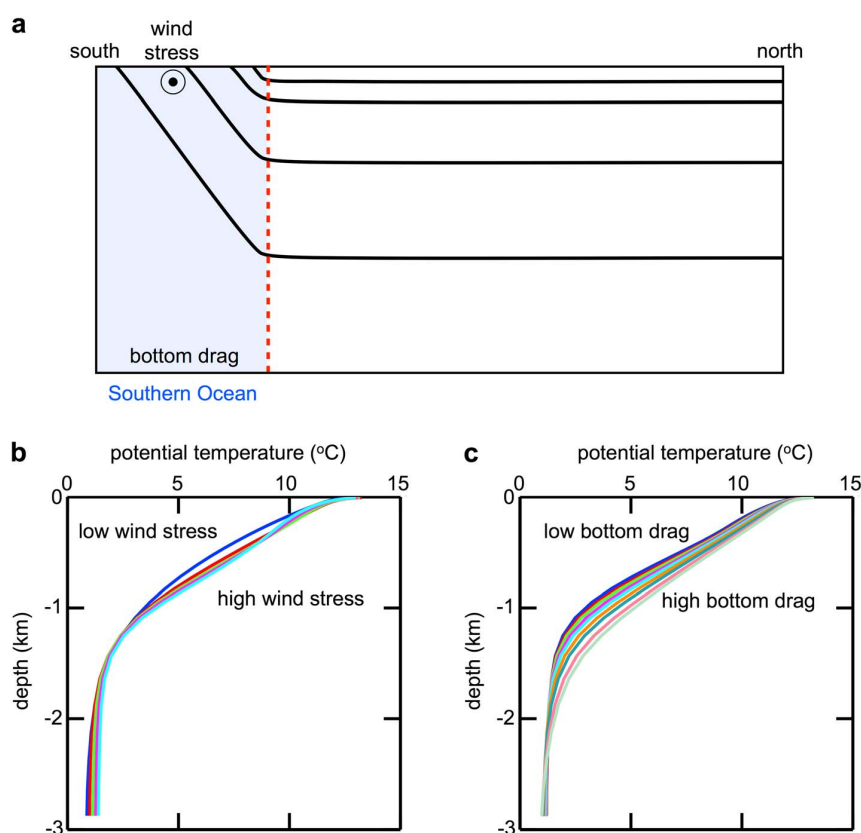 a
wind
stress
south
north
bottom drag
Southern Ocean
b
potential temperature (°C)
0 5 10 15
0
low wind stress
high wind stress
-1
-2
-3
depth (km)
c
potential temperature (°C)
0 5 10 15
0
low bottom drag
high bottom drag
-1
-2
-3
depth (km)